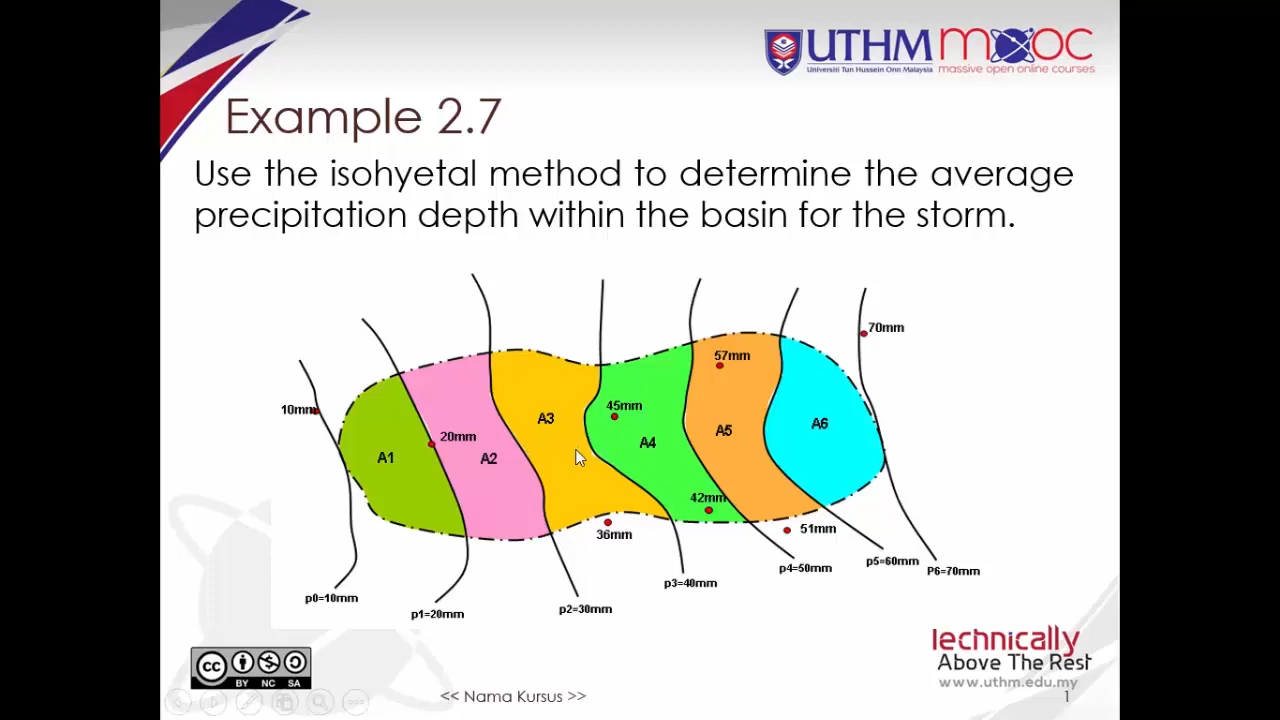 UTHM mooc
Universiti Tun Hussein Onn Malaysia massive open online courses
Example 2.7
Use the isohyetal method to determine the average
precipitation depth within the basin for the storm.
70mm
57mm
10mm
45mm
A3
A6
20mm
A5
A4
A1
A2
42mm
51mm
36mm
p5=60mm
p4=50mm
P6=70mm
p3=40mm
p0=10mm
p2=30mm
p1=20mm
Technically
Above The Rest
www.uthm.edu.my
cc
BY NC SA
<< Nama Kursus >>
1